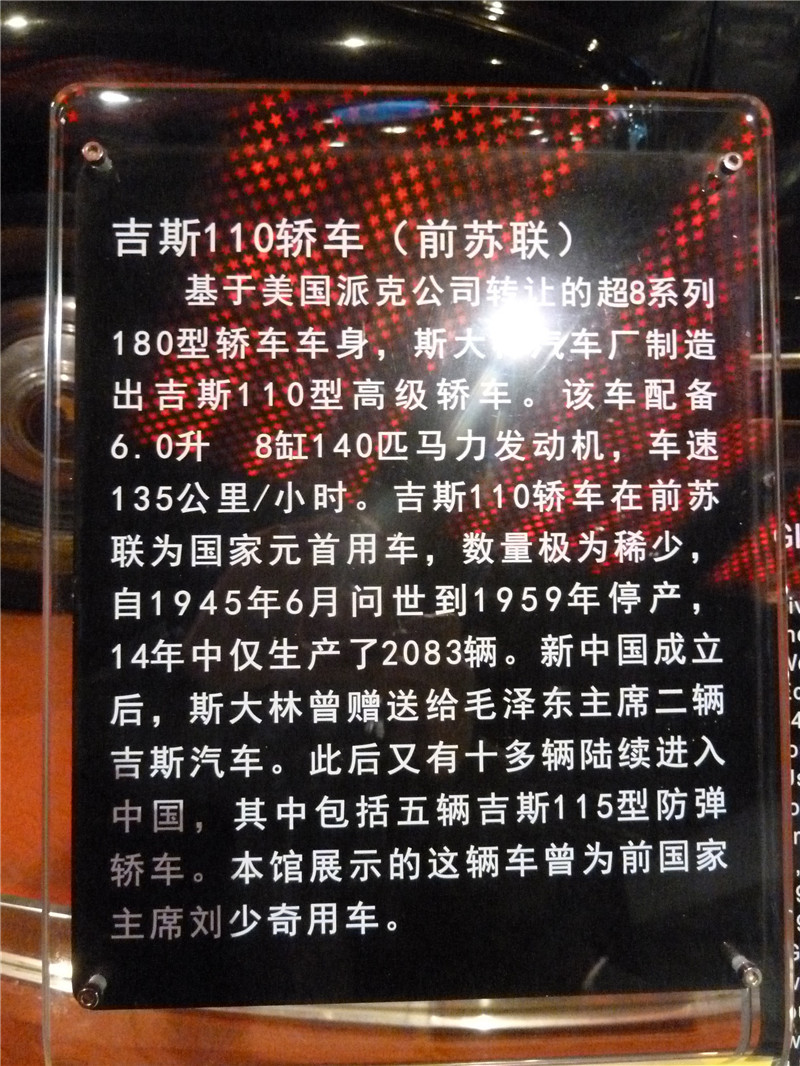 吉斯110轿车（前苏联）
基于美国派克公司转让的超8系列
180型轿车车身，斯大 汽车厂制造
出吉斯110型高级轿车。该车配备
6.0升 8缸140匹马力发动机，车速
135公里/小时。吉斯110轿车在前苏
联为国家元首用车，数量极为稀少，
自1945年6月问世到1959年停产，
14年中仅生产了2083辆。新中国成立
后，斯大林曾赠送给毛泽东主席二辆
吉斯汽车。此后又有十多辆陆续进入
中国，其中包括五辆吉斯115型防弹
轿车。本馆展示的这辆车曾为前国家
主席刘少奇用车。